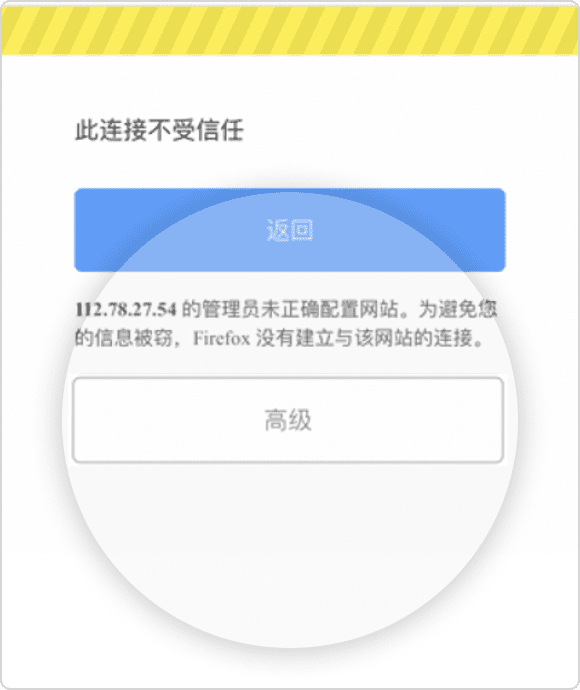 此连接不受信任
返回
112.78.27.54 的管理员未正确配置网站。为避免您
的信息被窃，Firefox 没有建立与该网站的连接。
高级